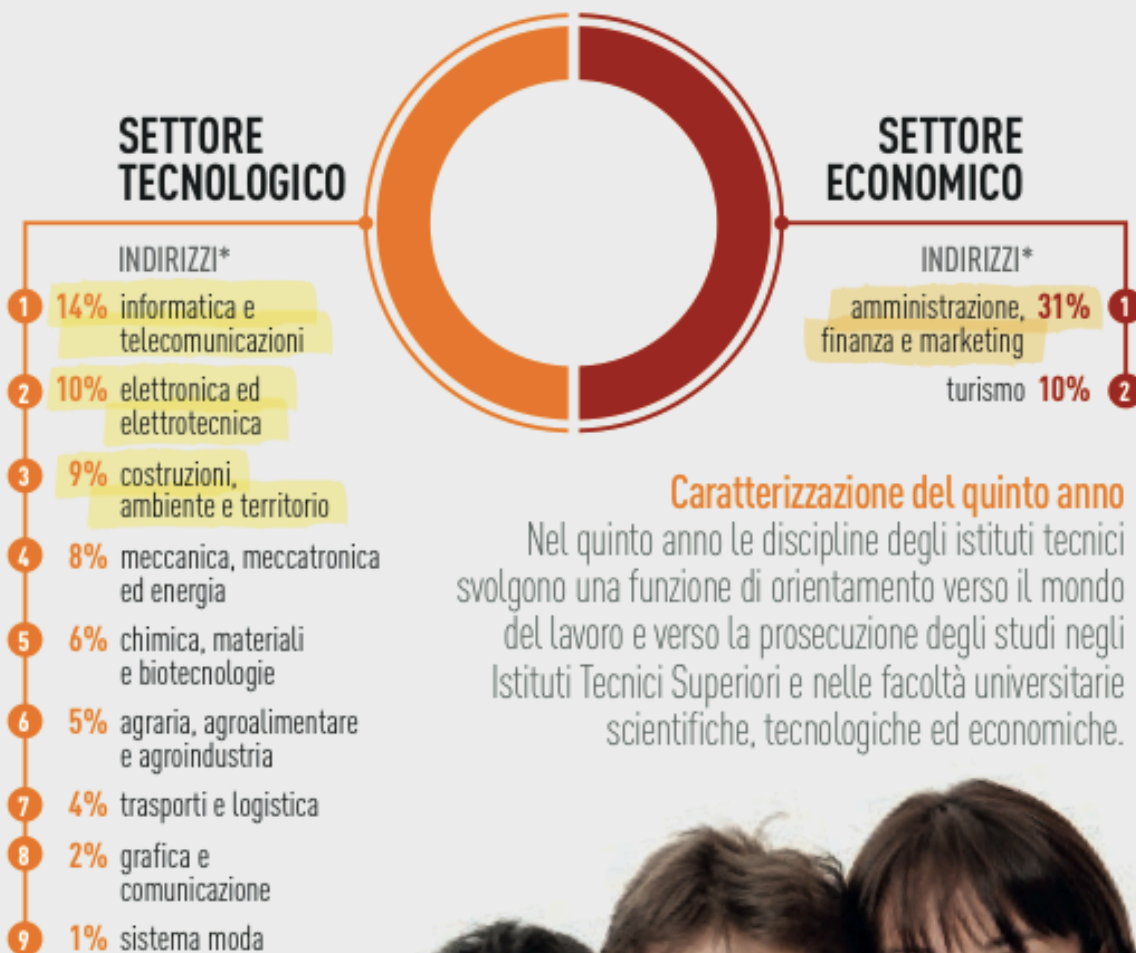 SETTORE
TECNOLOGICO
INDIRIZZI*
1 14% informatica e
telecomunicazioni
2 10% elettronica ed
elettrotecnica
3 9% costruzioni,
ambiente e territorio
4 8% meccanica, meccatronica
ed energia
5 6% chimica, materiali
e biotecnologie
6 5% agraria, agroalimentare
e agroindustria
7 4% trasporti e logistica
8 2% grafica e
comunicazione
9 1% sistema moda
SETTORE
ECONOMICO
INDIRIZZI*
amministrazione, 31% 1
finanza e marketing
turismo 10% 2
Caratterizzazione del quinto anno
Nel quinto anno le discipline degli istituti tecnici
svolgono una funzione di orientamento verso il mondo
del lavoro e verso la prosecuzione degli studi negli
Istituti Tecnici Superiori e nelle facoltà universitarie
scientifiche, tecnologiche ed economiche.